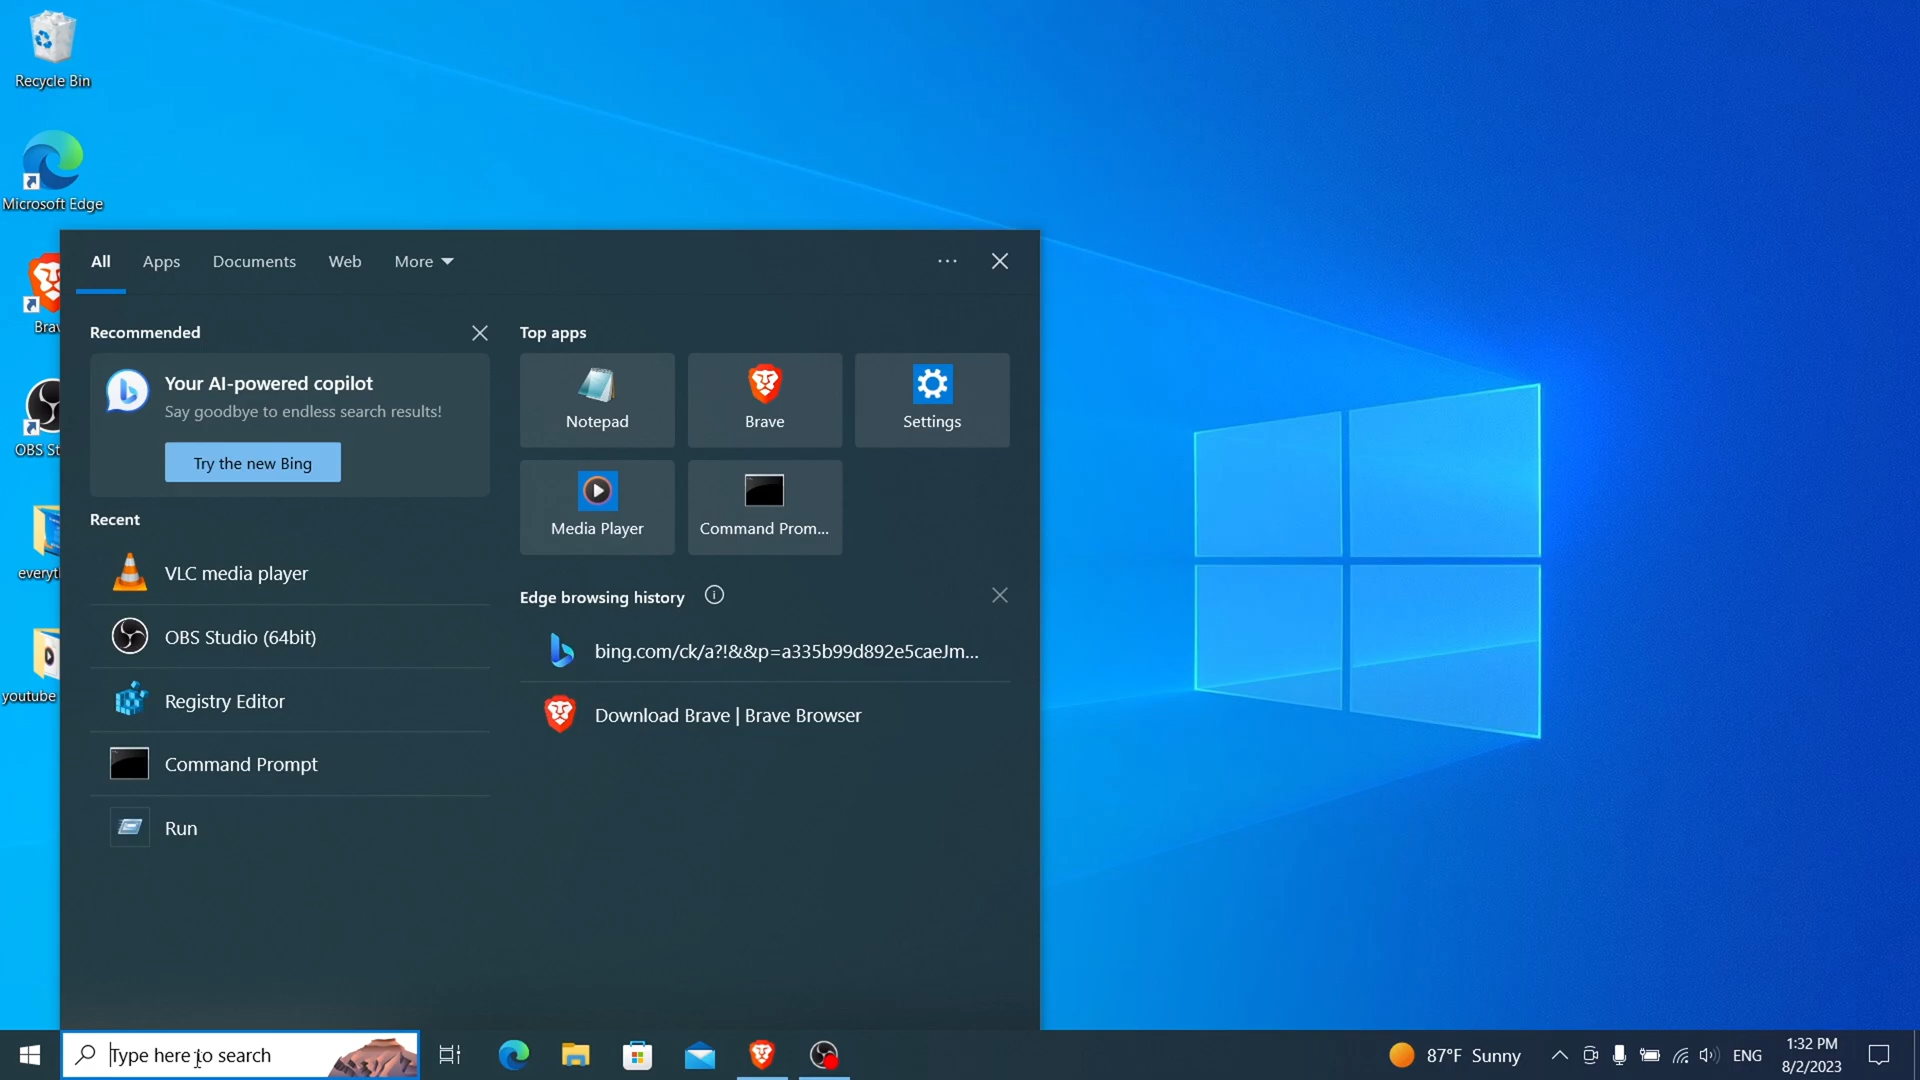 Recycle Bin
Microsoft Edge
Brav
OBS St
everyt
youtube
All
Apps
Documents
Web
More
Recommended
Your AI-powered copilot
Say goodbye to endless search results!
Try the new Bing
Recent
VLC media player
OBS Studio (64bit)
Registry Editor
Command Prompt
Run
Top apps
Notepad
Brave
Settings
Media Player
Command Prom...
Edge browsing history
bing.com/ck/a?!&&p=a335b99d892e5caeJm...
Download Brave | Brave Browser
Type here to search
87°F Sunny
ENG
1:32 PM
8/2/2023